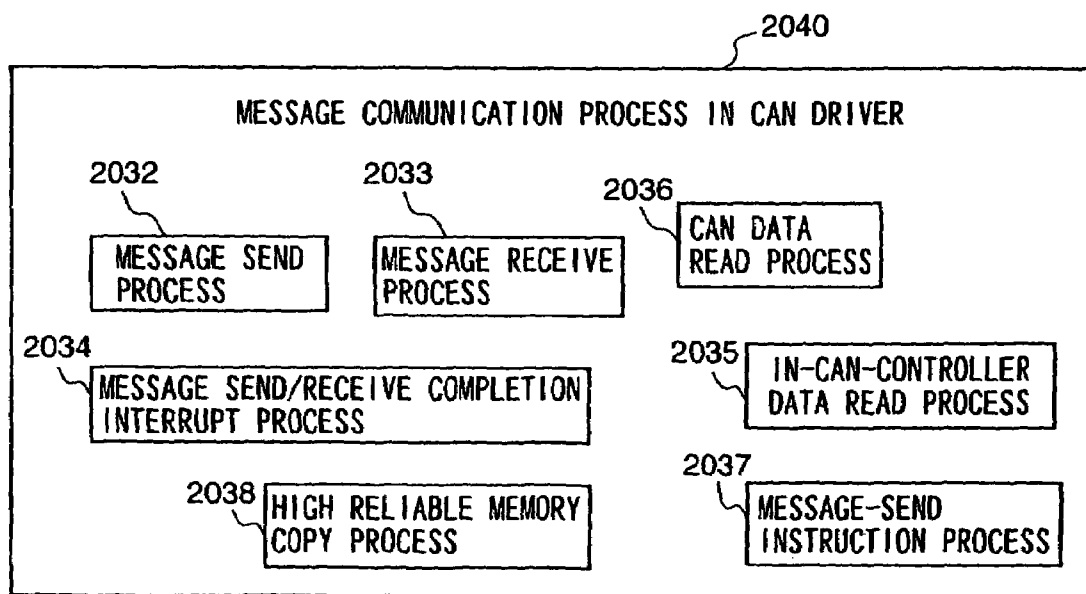 2040
MESSAGE COMMUNICATION PROCESS IN CAN DRIVER
2032
MESSAGE SEND
PROCESS
2033
MESSAGE RECEIVE
PROCESS
2036
CAN DATA
READ PROCESS
2034
MESSAGE SEND/RECEIVE COMPLETION
INTERRUPT PROCESS
2035
IN-CAN-CONTROLLER
DATA READ PROCESS
2038
HIGH RELIABLE MEMORY
COPY PROCESS
2037
MESSAGE-SEND
INSTRUCTION PROCESS